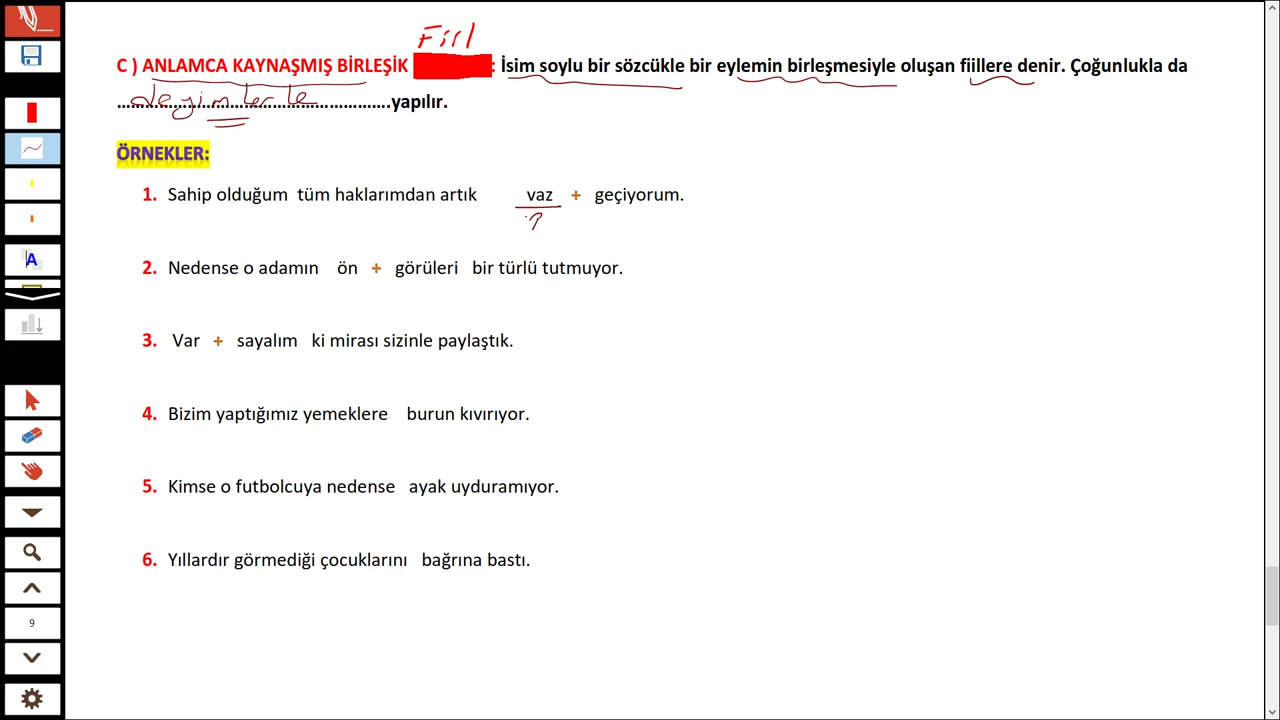 Fiil
C ) ANLAMCA KAYNAŞMIŞ BİRLEŞİK : İsim soylu bir sözcükle bir eylemin birleşmesiyle oluşan fiillere denir. Çoğunlukla da
deyimlerle yapılır.
ÖRNEKLER:
1. Sahip olduğum tüm haklarımdan artık vaz + geçiyorum.
?
2. Nedense o adamın ön + görüleri bir türlü tutmuyor.
3. Var + sayalım ki mirası sizinle paylaştık.
4. Bizim yaptığımız yemeklere burun kıvırıyor.
5. Kimse o futbolcuya nedense ayak uyduramıyor.
6. Yıllardır görmediği çocuklarını bağrına bastı.
A
9